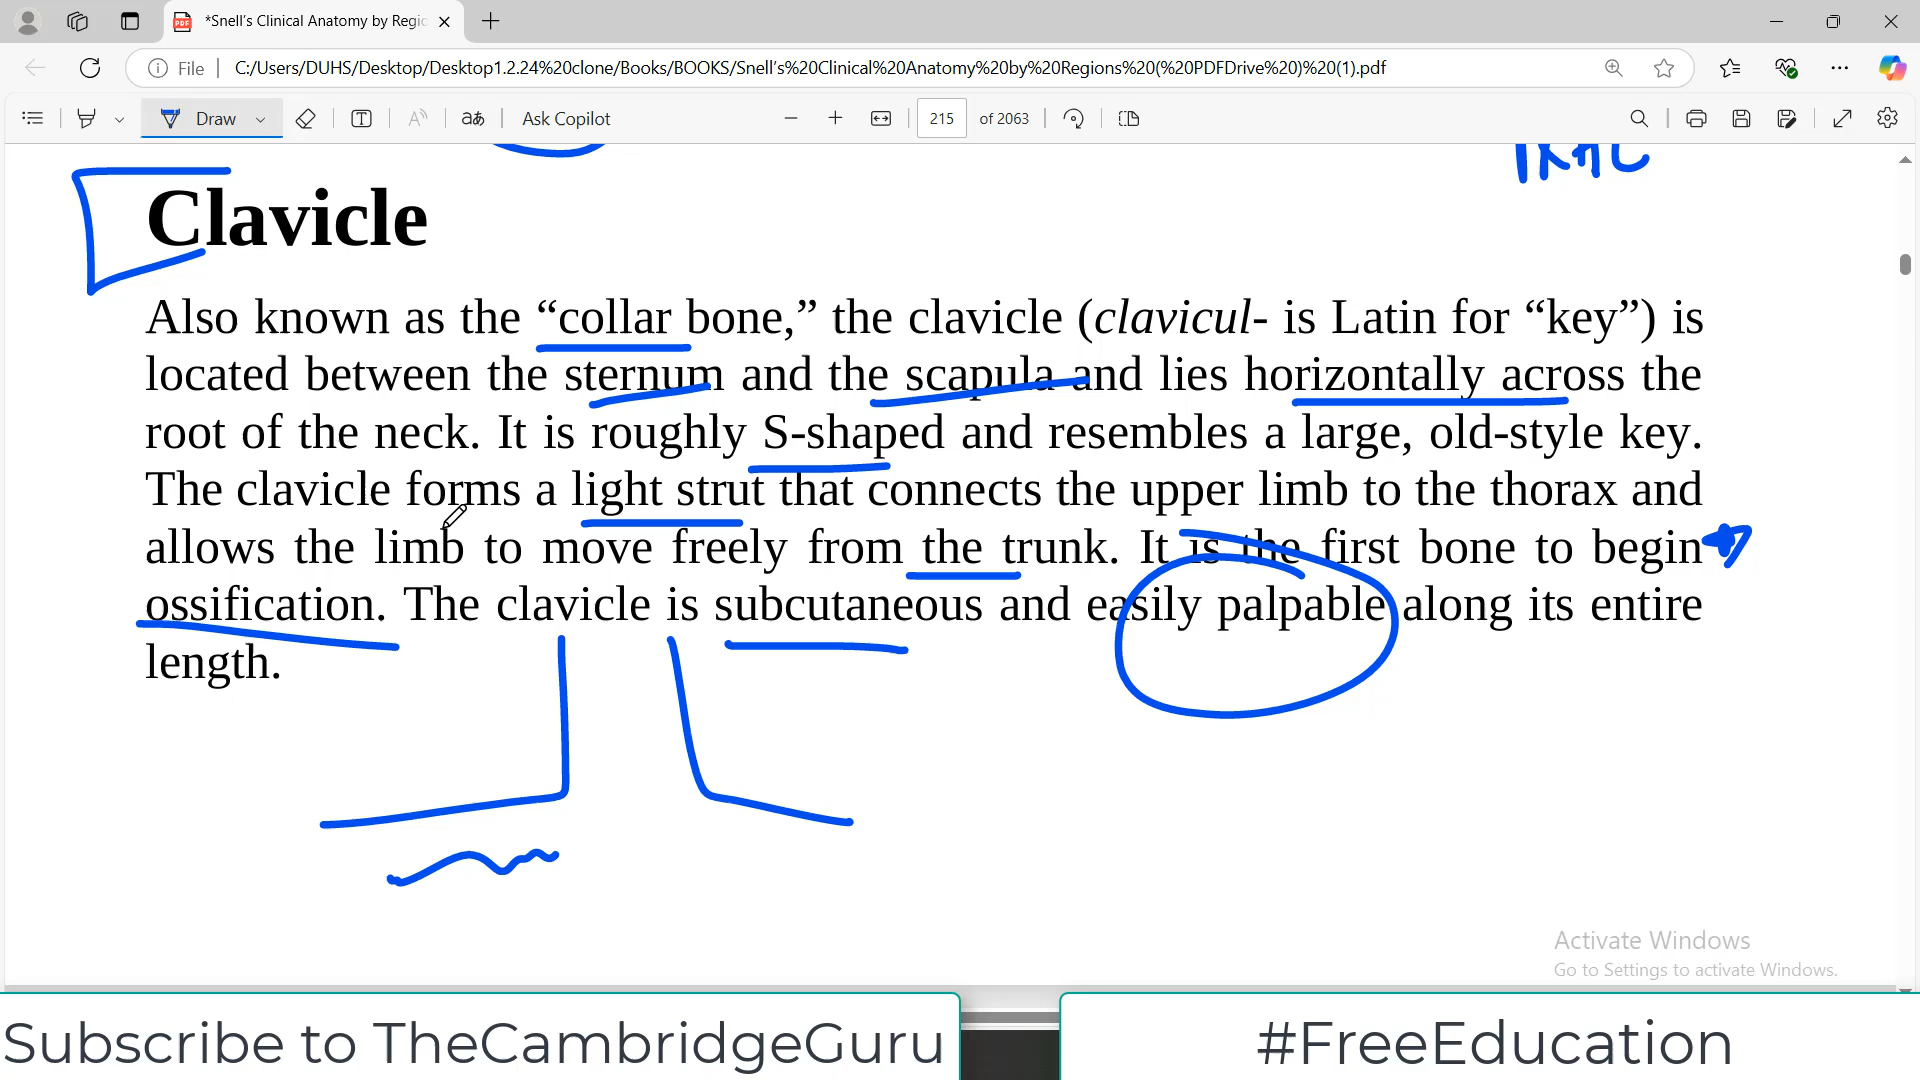 *Snell's Clinical Anatomy by Regio
File
C:/Users/DUHS/Desktop/Desktop1.2.24%20clone/Books/BOOKS/Snell's%20Clinical%20Anatomy%20by%20Regions%20(%20PDFDrive%20)%20(1).pdf
Draw
aあ
Ask Copilot
215 of 2063
Clavicle
Also known as the “collar bone,” the clavicle (clavicul- is Latin for “key”) is
located between the sternum and the scapula and lies horizontally across the
root of the neck. It is roughly S-shaped and resembles a large, old-style key.
The clavicle forms a light strut that connects the upper limb to the thorax and
allows the limb to move freely from the trunk. It is the first bone to begin
ossification. The clavicle is subcutaneous and easily palpable along its entire
length.
Activate Windows
Go to Settings to activate Windows.
Subscribe to TheCambridgeGuru
#FreeEducation